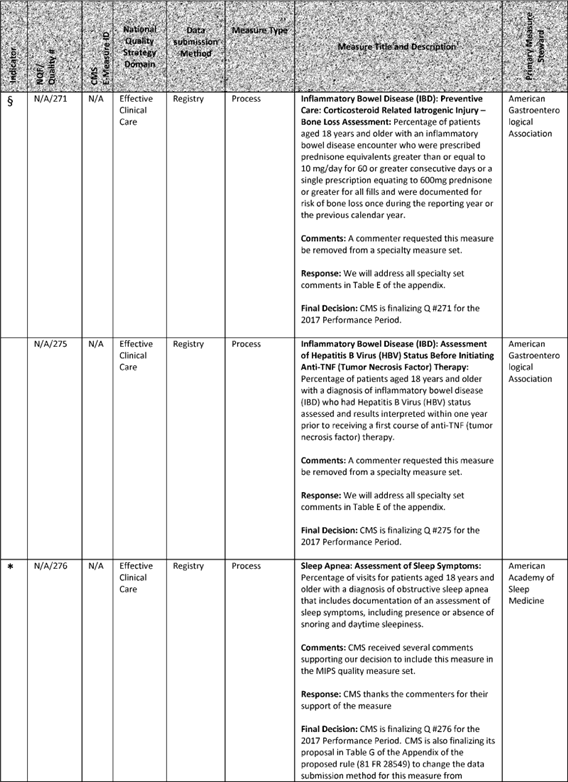 Indicator
NQF/
Quality #
CMS
E-Measure ID
National
Quality
Strategy
Domain
Data
submission
Method
Measure Type
Measure Title and Description
Primary Measure
Steward
§
N/A/271
N/A
Effective
Clinical
Care
Registry
Process
Inflammatory Bowel Disease (IBD): Preventive
Care: Corticosteroid Related Iatrogenic Injury –
Bone Loss Assessment: Percentage of patients
aged 18 years and older with an inflammatory
bowel disease encounter who were prescribed
prednisone equivalents greater than or equal to
10 mg/day for 60 or greater consecutive days or a
single prescription equating to 600mg prednisone
or greater for all fills and were documented for
risk of bone loss once during the reporting year or
the previous calendar year.
Comments: A commenter requested this measure
be removed from a specialty measure set.
Response: We will address all specialty set
comments in Table E of the appendix.
Final Decision: CMS is finalizing Q #271 for the
2017 Performance Period.
American
Gastroentero
logical
Association
N/A/275
N/A
Effective
Clinical
Care
Registry
Process
Inflammatory Bowel Disease (IBD): Assessment
of Hepatitis B Virus (HBV) Status Before Initiating
Anti-TNF (Tumor Necrosis Factor) Therapy:
Percentage of patients aged 18 years and older
with a diagnosis of inflammatory bowel disease
(IBD) who had Hepatitis B Virus (HBV) status
assessed and results interpreted within one year
prior to receiving a first course of anti-TNF (tumor
necrosis factor) therapy.
Comments: A commenter requested this measure
be removed from a specialty measure set.
Response: We will address all specialty set
comments in Table E of the appendix.
Final Decision: CMS is finalizing Q #275 for the
2017 Performance Period.
American
Gastroentero
logical
Association
*
N/A/276
N/A
Effective
Clinical
Care
Registry
Process
Sleep Apnea: Assessment of Sleep Symptoms:
Percentage of visits for patients aged 18 years and
older with a diagnosis of obstructive sleep apnea
that includes documentation of an assessment of
sleep symptoms, including presence or absence of
snoring and daytime sleepiness.
Comments: CMS received several comments
supporting our decision to include this measure in
the MIPS quality measure set.
Response: CMS thanks the commenters for their
support of the measure
Final Decision: CMS is finalizing Q #276 for the
2017 Performance Period. CMS is also finalizing its
proposal in Table G of the Appendix of the
proposed rule (81 FR 28549) to change the data
submission method for this measure from
American
Academy of
Sleep
Medicine